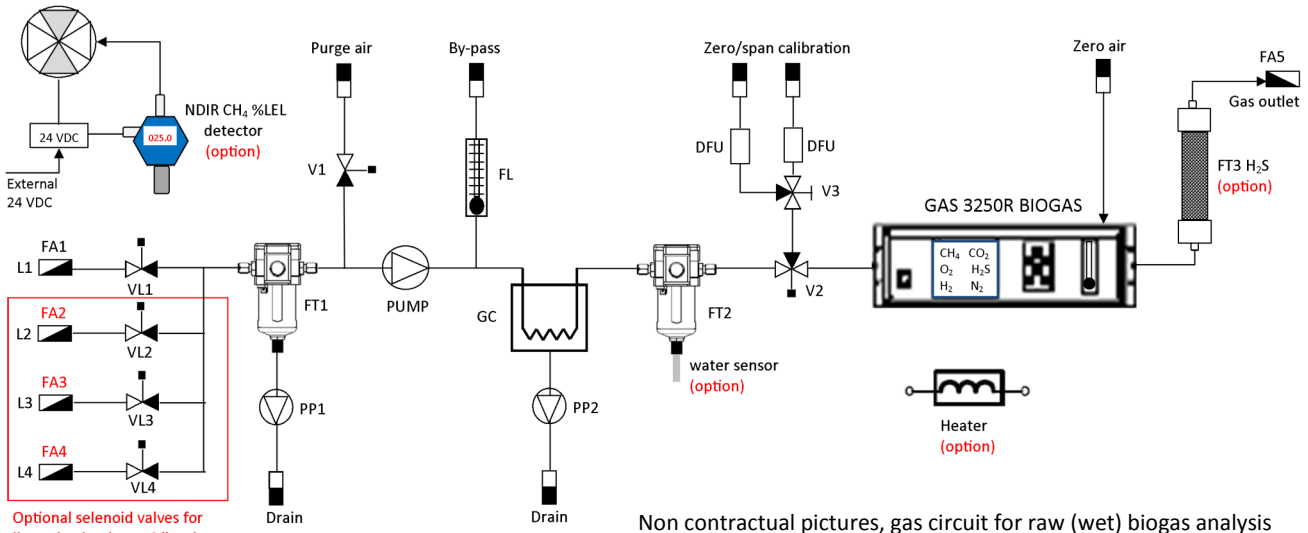 Purge air
By-pass
Zero/span calibration
Zero air
FA5
Gas outlet
NDIR CH₄ %LEL
detector
(option)
025.0
24 VDC
External
24 VDC
V1
FL
DFU
DFU
V3
FT3 H₂S
(option)
GAS 3250R BIOGAS
CH₄ CO₂
O₂ H₂S
H₂ N₂
L1
FA1
VL1
FT1
PUMP
GC
FT2
V2
L2
FA2
VL2
water sensor
(option)
L3
FA3
VL3
PP1
PP2
Heater
(option)
L4
FA4
VL4
Drain
Drain
Optional selenoid valves for
Non contractual pictures, gas circuit for raw (wet) biogas analysis